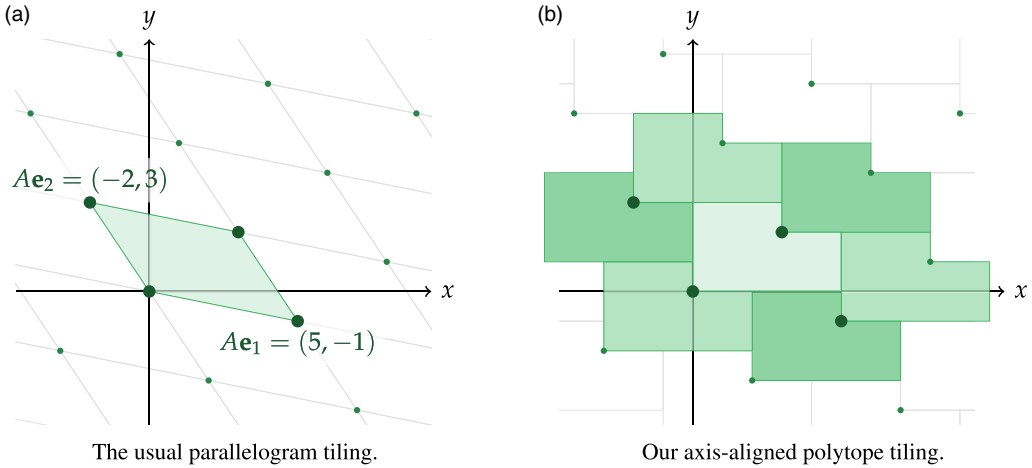 (a)
y
Ae₂ = (−2, 3)
x
Ae₁ = (5, −1)
The usual parallelogram tiling.
(b)
y
x
Our axis-aligned polytope tiling.